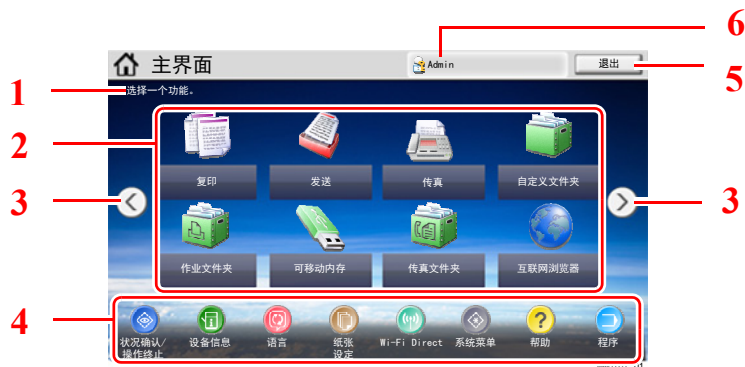 6
主界面
Admin
退出
5
1
选择一个功能。
2
复印
发送
传真
自定义文件夹
3
3
作业文件夹
可移动内存
传真文件夹
互联网浏览器
4
状况确认/
操作终止
设备信息
语言
纸张
设定
Wi-Fi Direct
系统菜单
?
帮助
程序